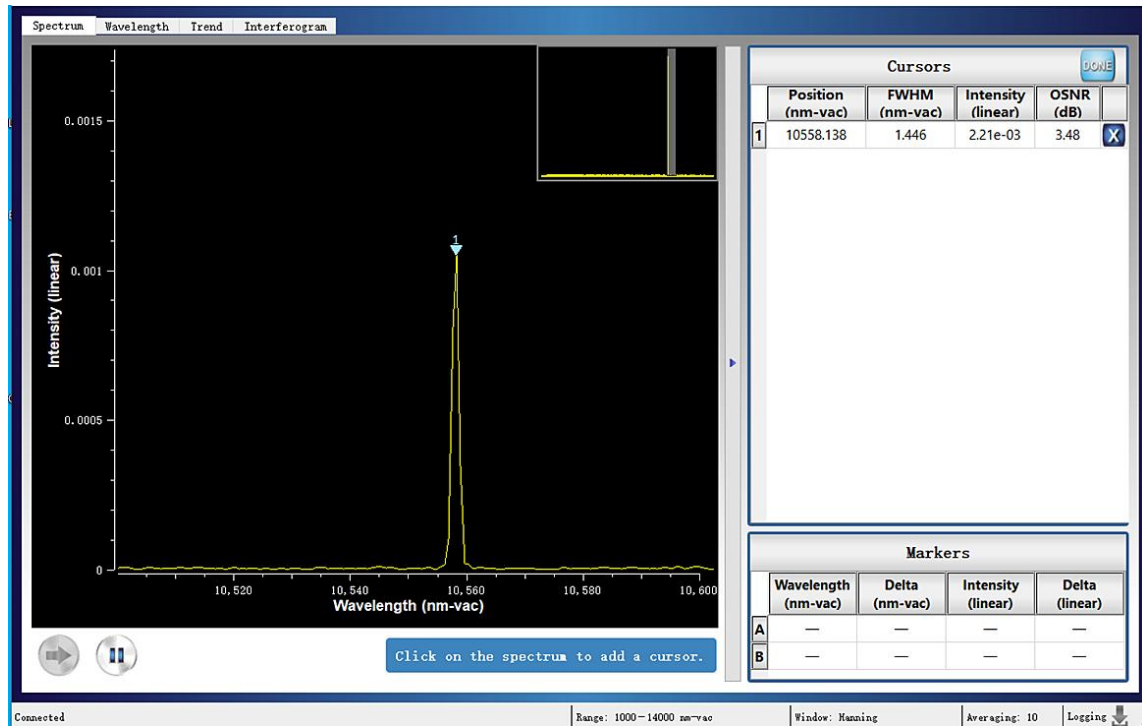 Spectrum Wavelength Trend Interferogram
0.0015
0.001
0.0005
0
Intensity (linear)
1
10,520 10,540 10,560 10,580 10,600
Wavelength (nm-vac)
Click on the spectrum to add a cursor.
Cursors DONE
Position (nm-vac) FWHM (nm-vac) Intensity (linear) OSNR (dB)
1 10558.138 1.446 2.21e-03 3.48 X
Markers
Wavelength (nm-vac) Delta (nm-vac) Intensity (linear) Delta (linear)
A — — — —
B — — — —
Connected Range: 1000-14000 nm-vac Window: Hanning Averaging: 10 Logging